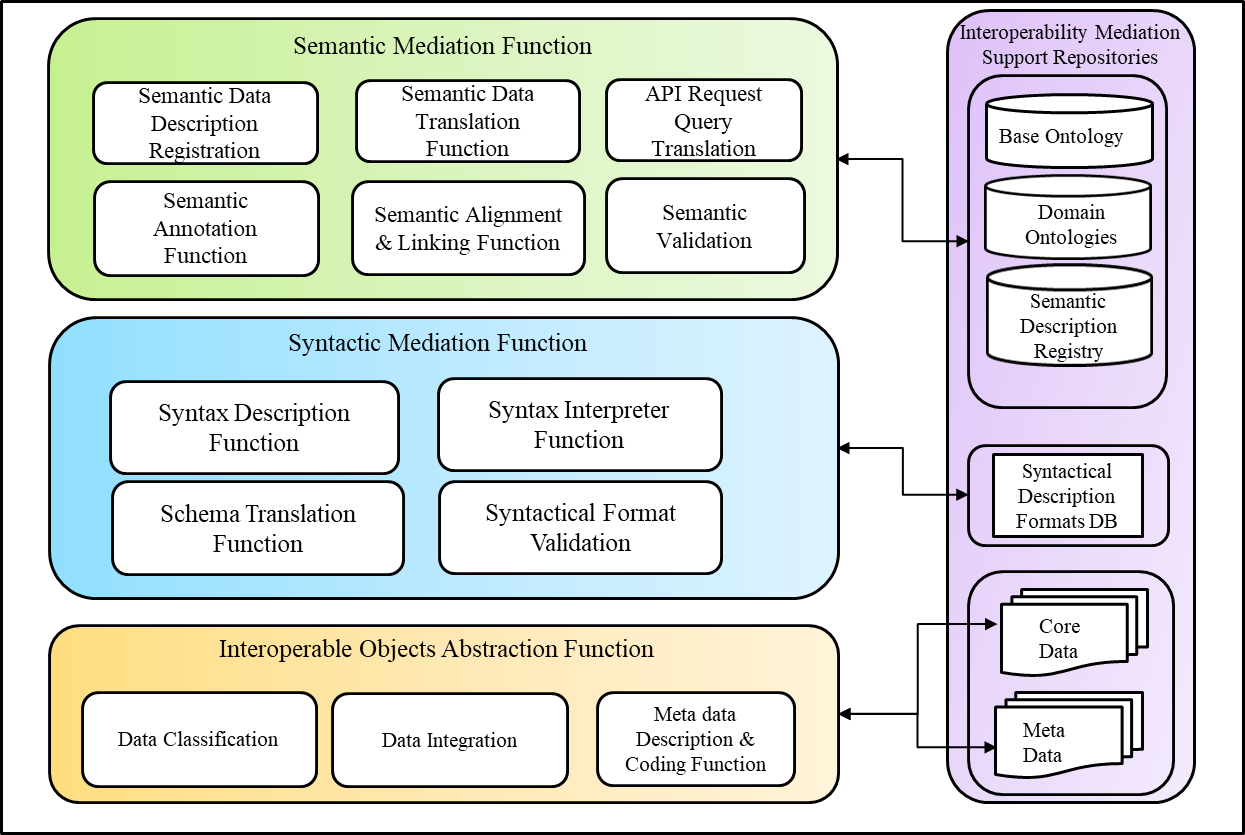 Semantic Mediation Function
Semantic Data
Description
Registration
Semantic Data
Translation
Function
API Request
Query
Translation
Semantic
Annotation
Function
Semantic Alignment
& Linking Function
Semantic
Validation
Syntactic Mediation Function
Syntax Description
Function
Syntax Interpreter
Function
Schema Translation
Function
Syntactical Format
Validation
Interoperable Objects Abstraction Function
Data Classification
Data Integration
Meta data
Description &
Coding Function
Interoperability Mediation
Support Repositories
Base Ontology
Domain
Ontologies
Semantic
Description
Registry
Syntactical
Description
Formats DB
Core
Data
Meta
Data